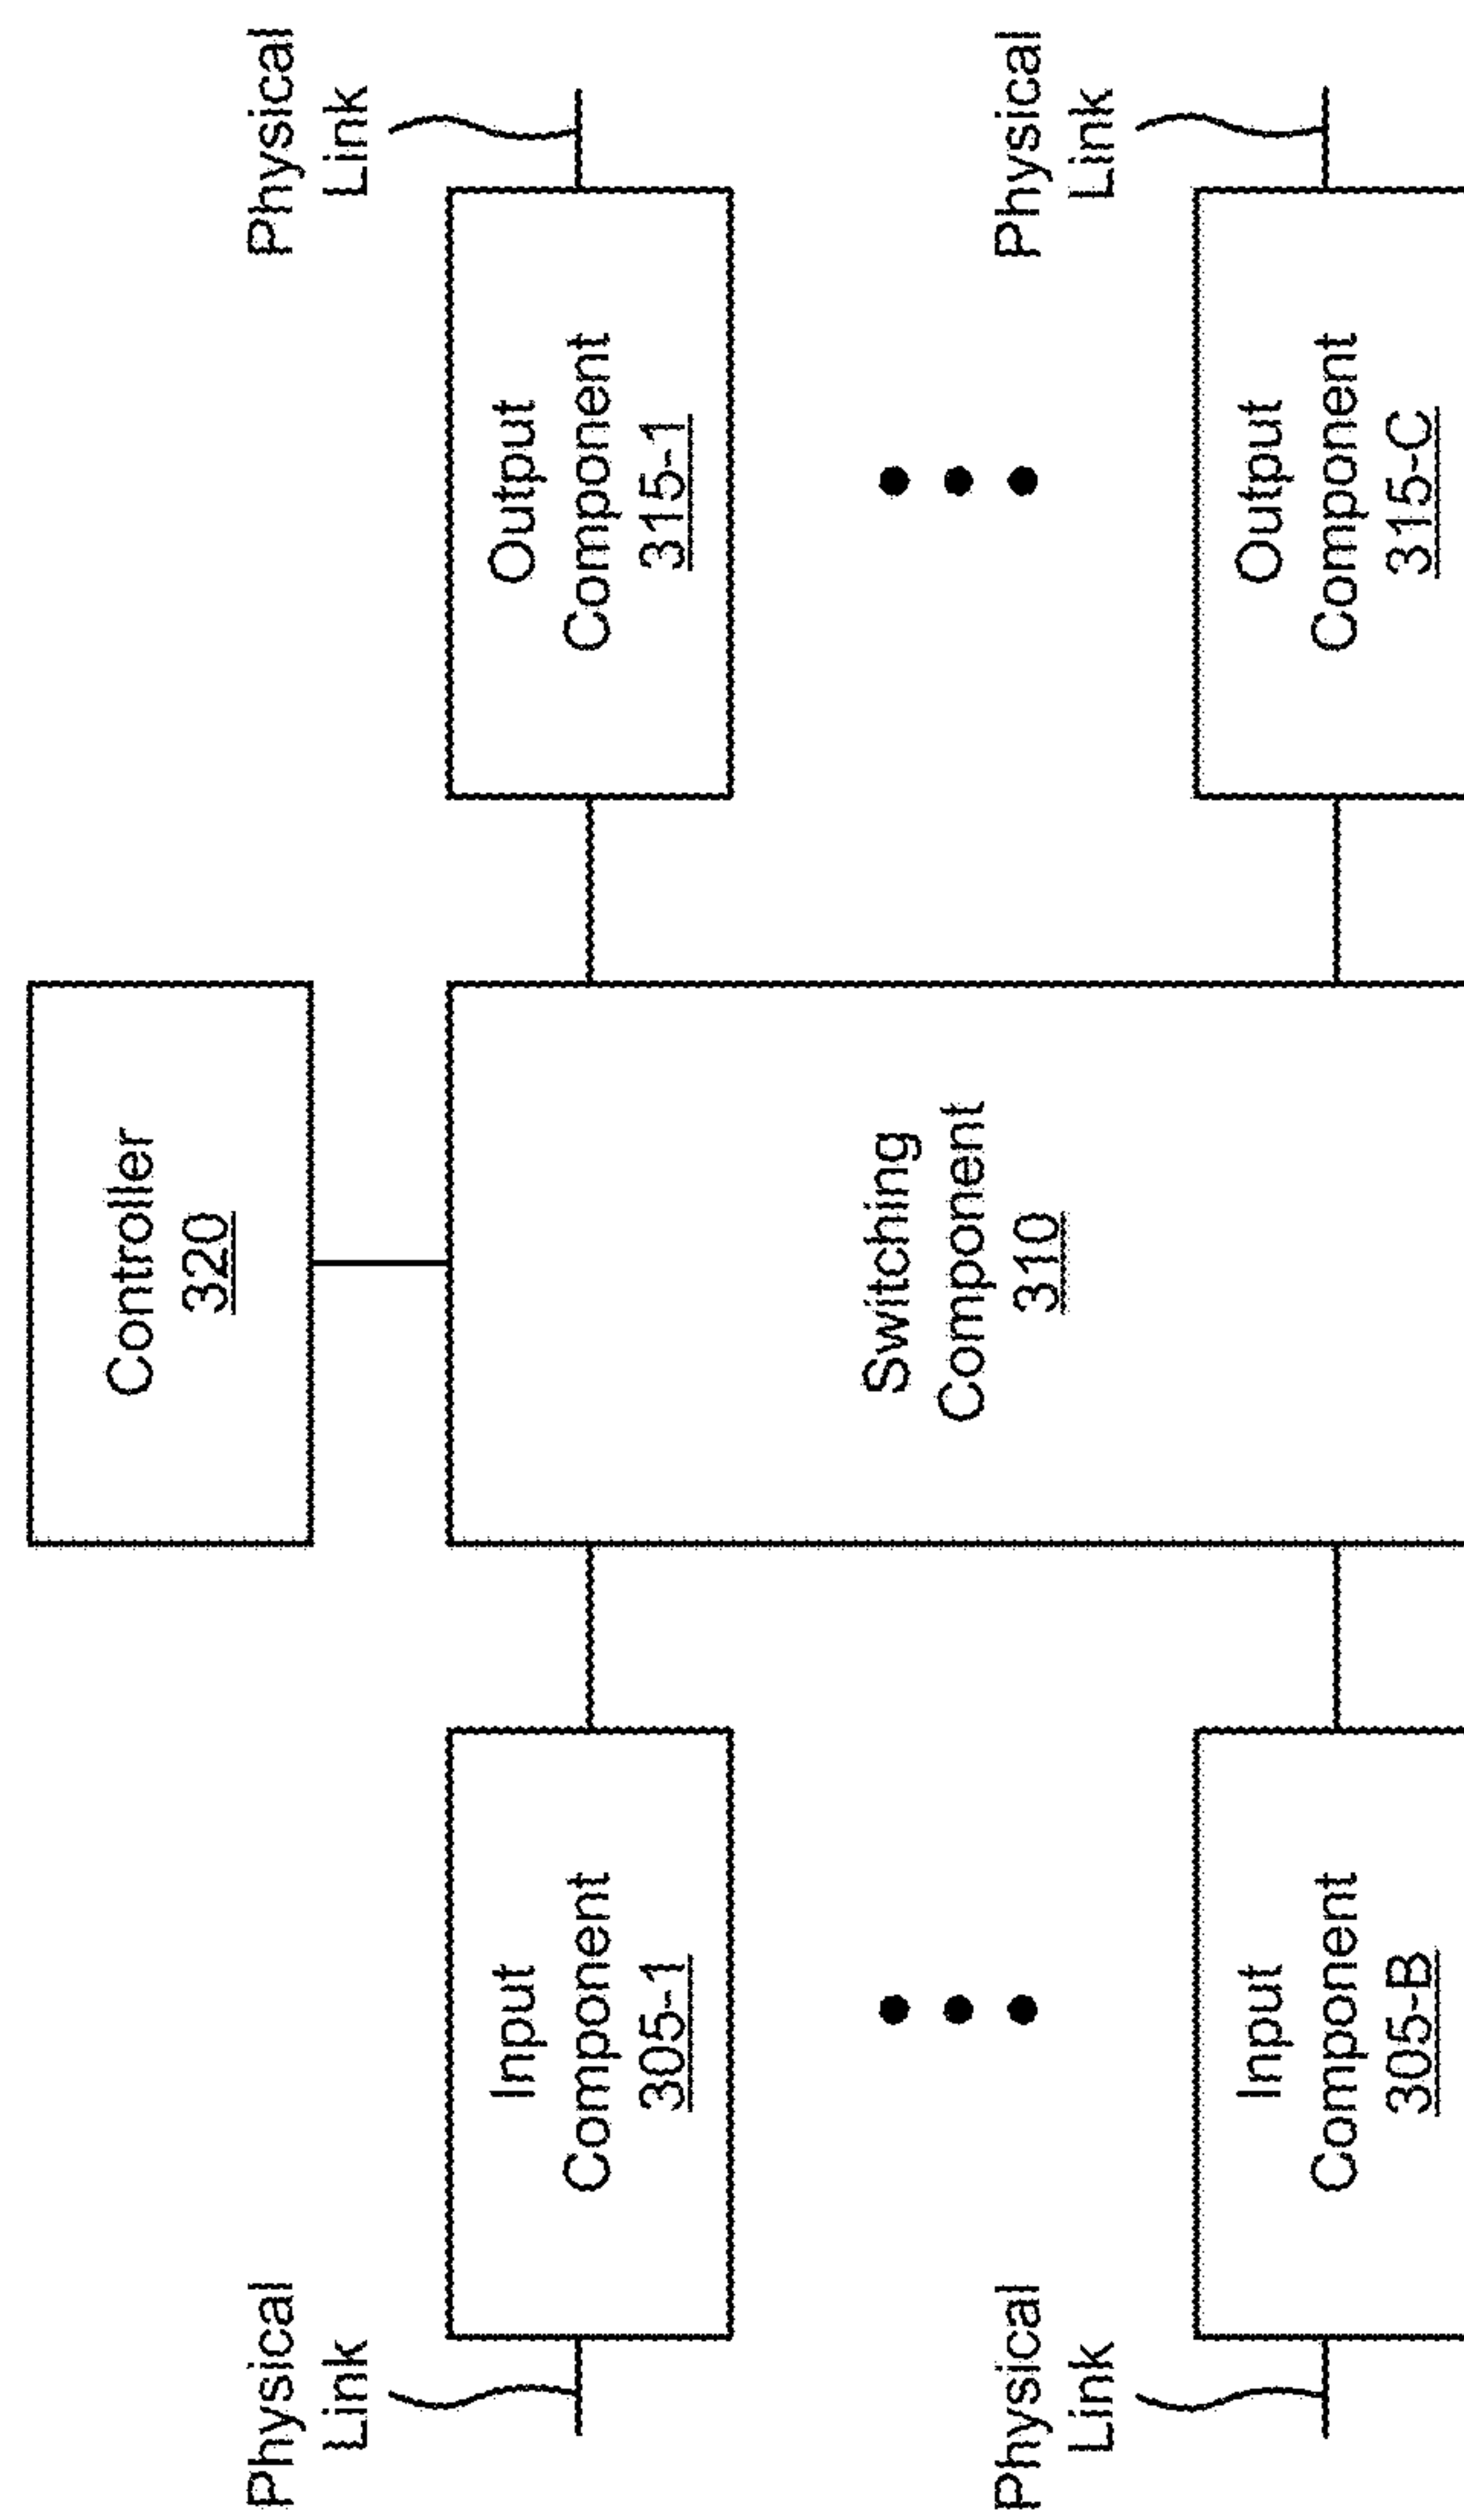 Controller
320
Physical
Link
Physical
Link
Input
Component
305-1
Output
Component
315-1
Switching
Component
310
Physical
Link
Physical
Link
Input
Component
305-B
Output
Component
315-C